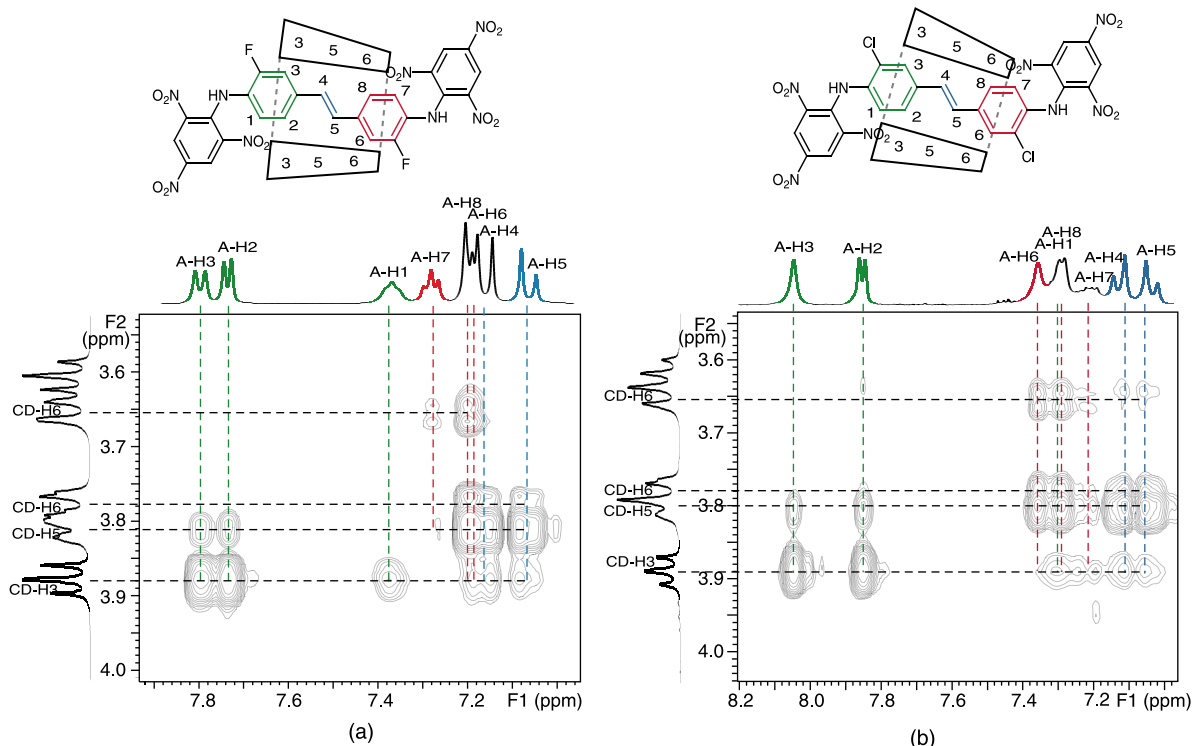 NO₂
F
3
5
6
O₂N
NO₂
3
4
8
7
NH
O₂N
HN
NO₂
1
2
5
6
NO₂
F
NO₂
3
5
6
O₂N
A-H8
A-H6
A-H4
A-H3
A-H2
A-H7
A-H1
A-H5
F2
(ppm)
3.6
CD-H6
3.7
CD-H6
3.8
CD-H5
CD-H3
3.9
4.0
7.8
7.6
7.4
7.2
F1 (ppm)
(a)
NO₂
3
5
6
Cl
O₂N
NO₂
3
4
8
7
NH
O₂N
HN
1
2
5
6
NO₂
3
5
6
Cl
NO₂
O₂N
A-H8
A-H3
A-H2
A-H6
A-H1
A-H4
A-H5
A-H7
F2
(ppm)
3.6
CD-H6
3.7
CD-H6
3.8
CD-H5
CD-H3
3.9
4.0
8.2
8.0
7.8
7.6
7.4
7.2
F1 (ppm)
(b)